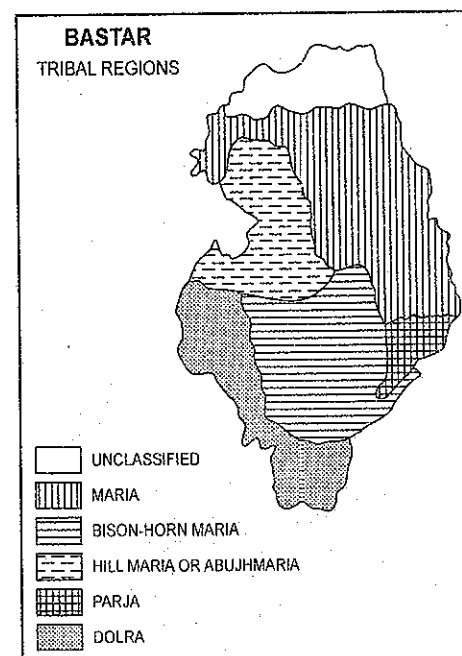 BASTAR
TRIBAL REGIONS
UNCLASSIFIED
MARIA
BISON-HORN MARIA
HILL MARIA OR ABUJHMARIA
PARJA
DOLRA